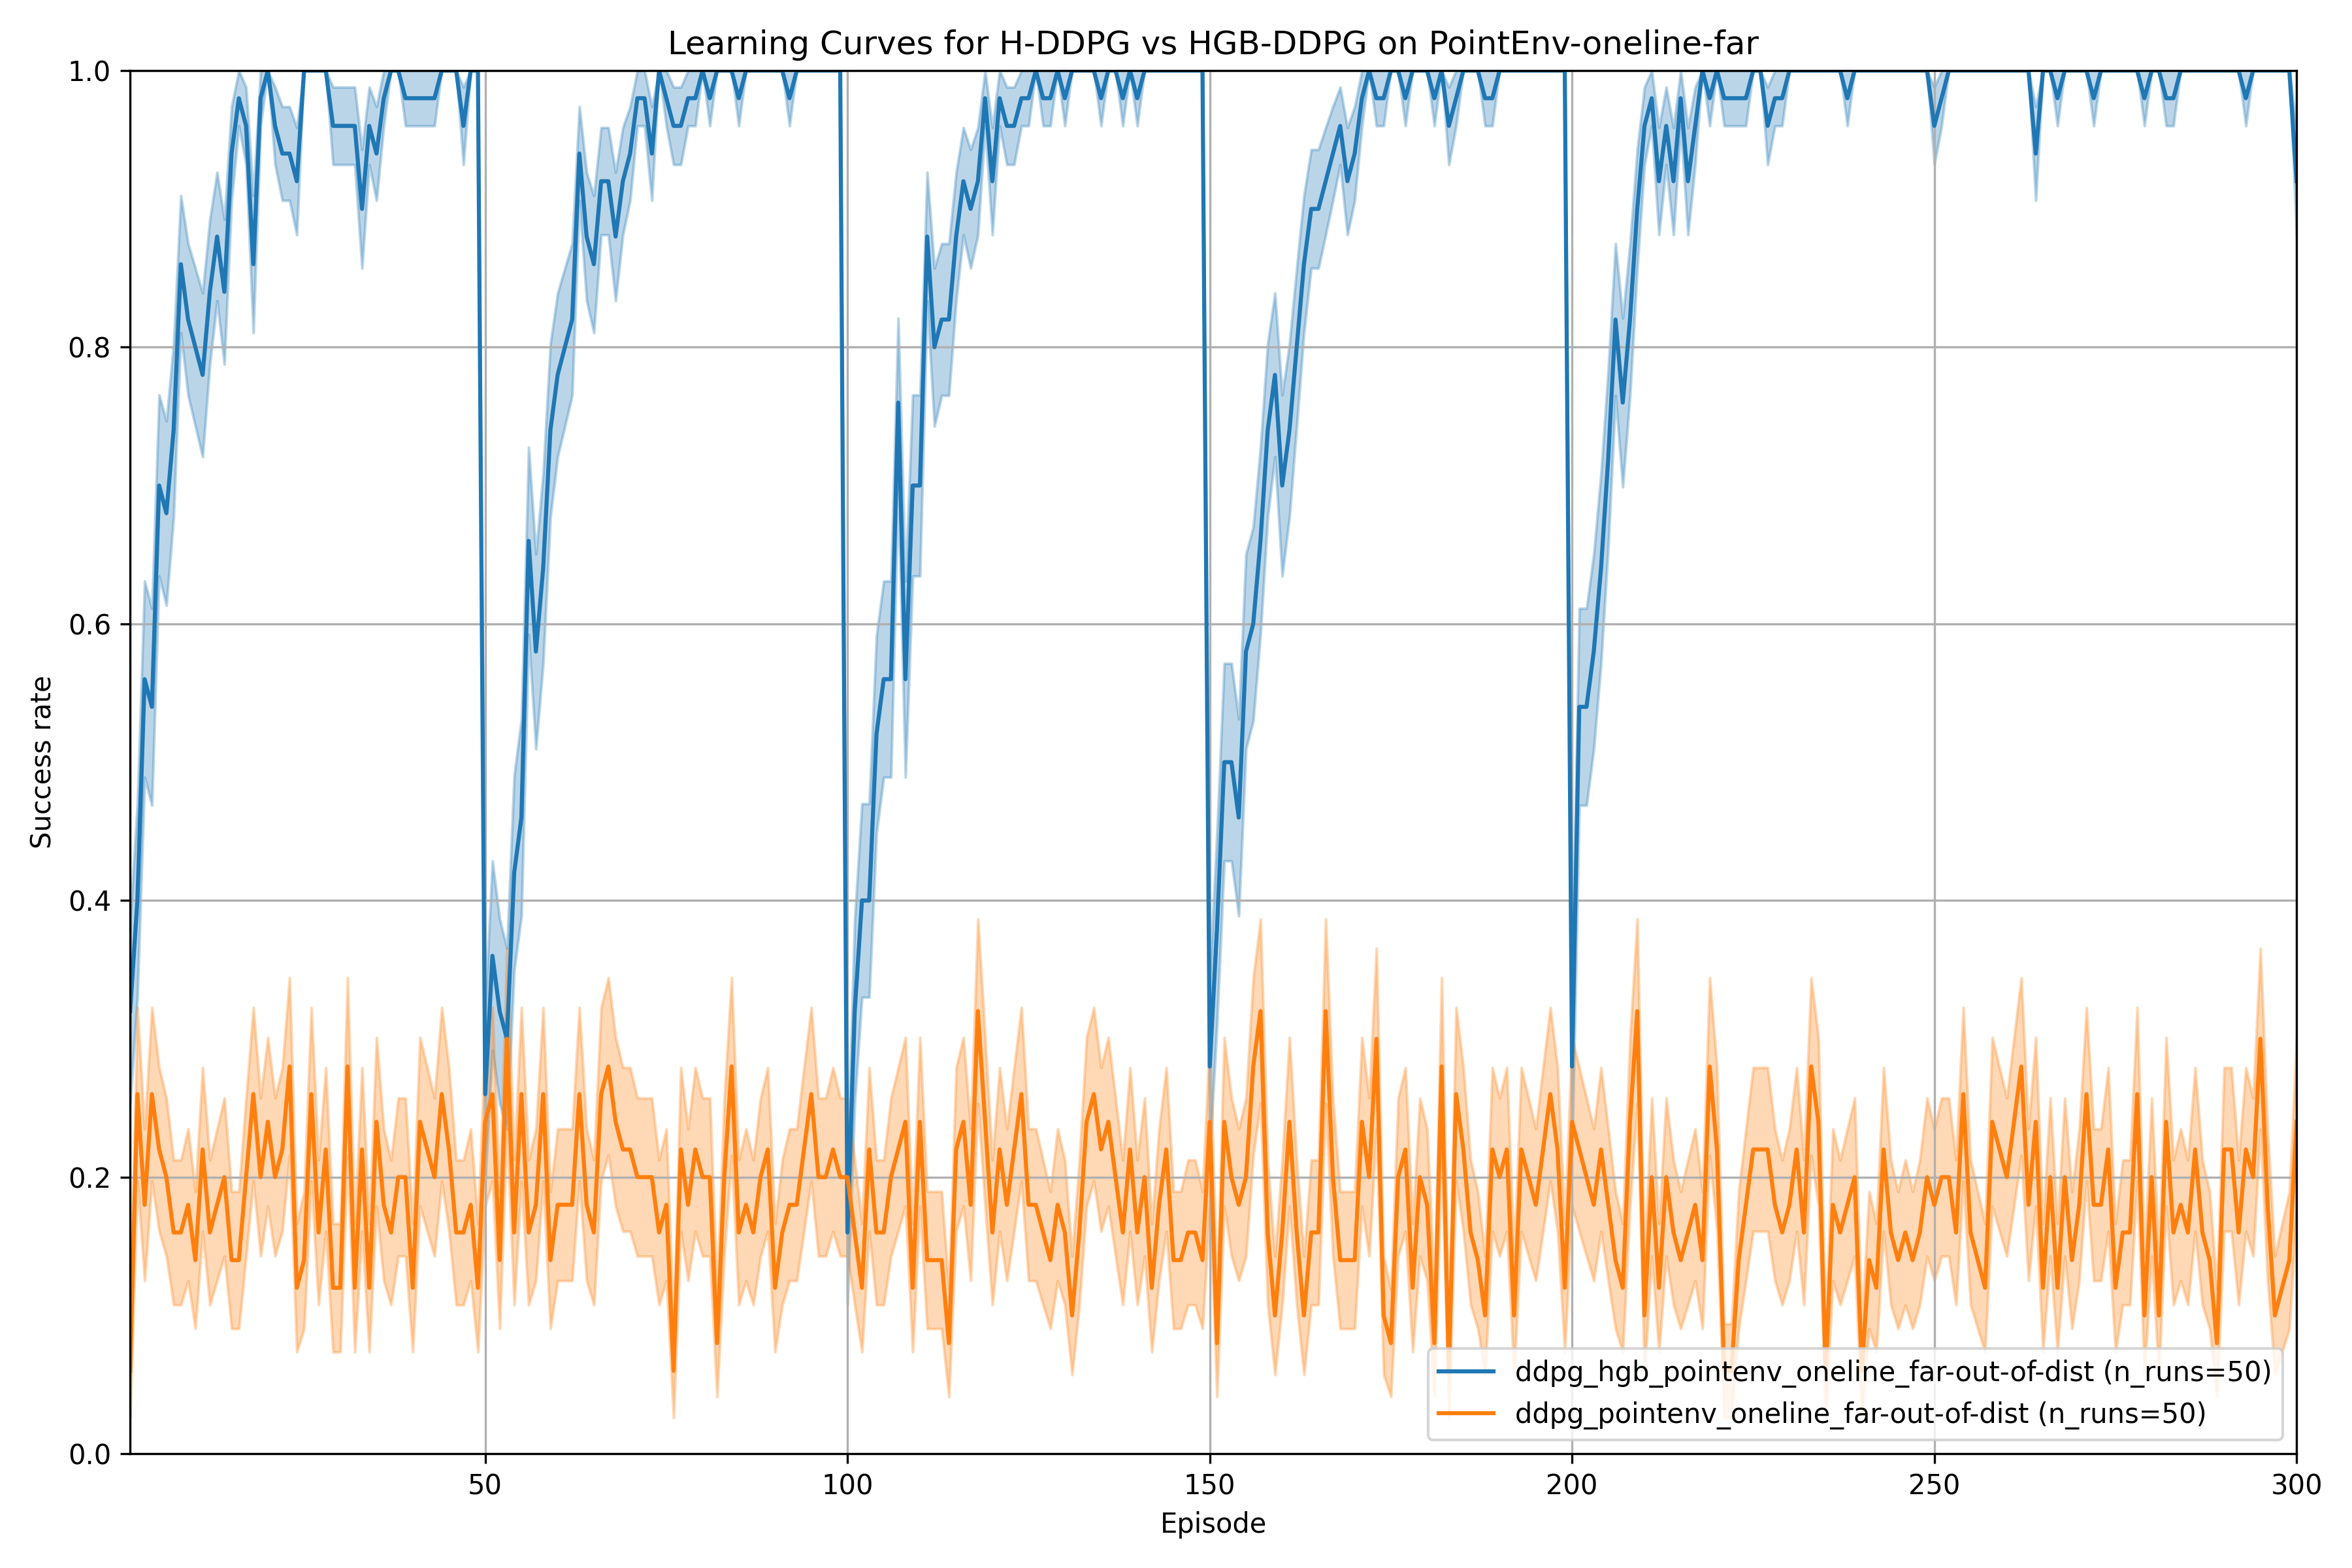 Learning Curves for H-DDPG vs HGB-DDPG on PointEnv-oneline-far
1.0
0.8
0.6
0.4
0.2
0.0
Success rate
50
100
150
200
250
300
Episode
ddpg_hgb_pointenv_oneline_far-out-of-dist (n_runs=50)
ddpg_pointenv_oneline_far-out-of-dist (n_runs=50)